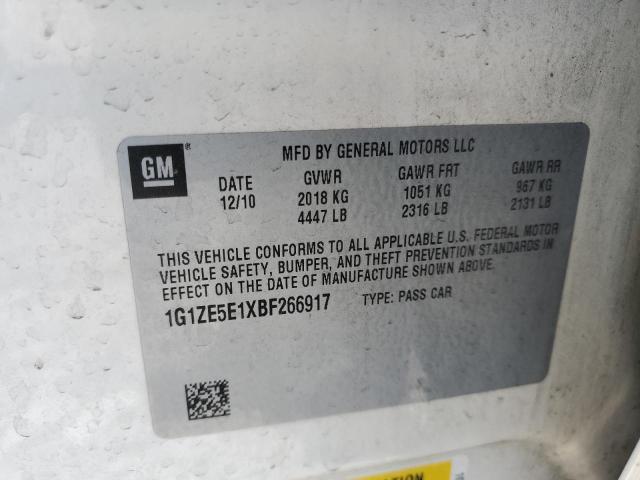 GM®
MFD BY GENERAL MOTORS LLC
DATE GVWR GAWR FRT GAWR RR
12/10 2018 KG 1051 KG 967 KG
4447 LB 2316 LB 2131 LB
THIS VEHICLE CONFORMS TO ALL APPLICABLE U.S. FEDERAL MOTOR
VEHICLE SAFETY, BUMPER, AND THEFT PREVENTION STANDARDS IN
EFFECT ON THE DATE OF MANUFACTURE SHOWN ABOVE.
1G1ZE5E1XBF266917 TYPE: PASS CAR